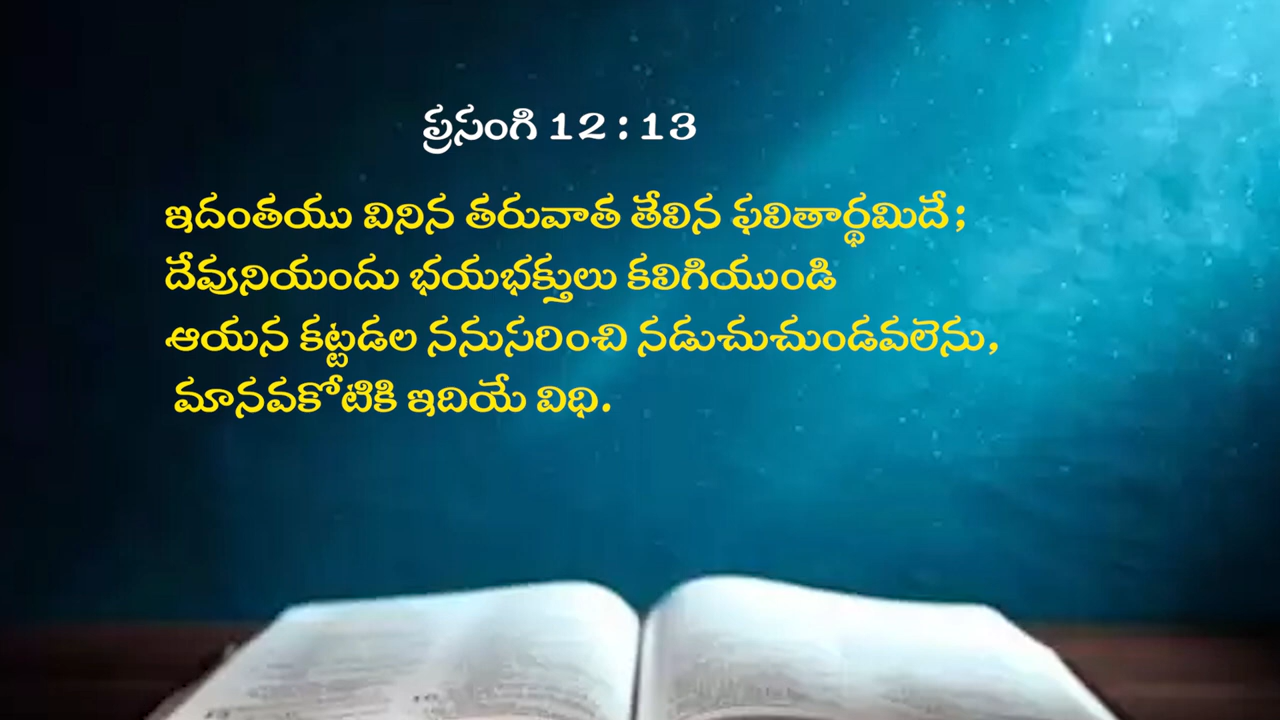 ప్రసంగి 12 : 13
ఇదంతయు వినిన తరువాత తేలిన ఫలితార్థమిదే;
దేవునియందు భయభక్తులు కలిగియుండి
ఆయన కట్టడల ననుసరించి నడుచుచుండవలెను,
మానవకోటికి ఇదియే విధి.